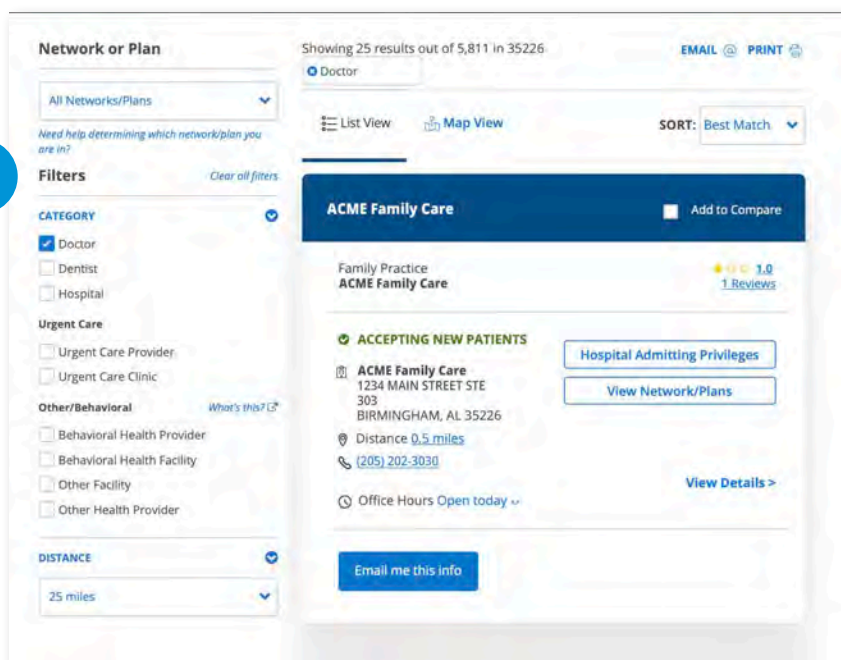 Network or Plan
All Networks/Plans
Need help determining which network/plan you
are in?
Filters Clear all filters
CATEGORY
Doctor
Dentist
Hospital
Urgent Care
Urgent Care Provider
Urgent Care Clinic
Other/Behavioral What's this?
Behavioral Health Provider
Behavioral Health Facility
Other Facility
Other Health Provider
DISTANCE
25 miles
Showing 25 results out of 5,811 in 35226
EMAIL @ PRINT
Doctor
List View Map View SORT: Best Match
ACME Family Care Add to Compare
Family Practice
ACME Family Care
1.0
1 Reviews
ACCEPTING NEW PATIENTS
ACME Family Care
1234 MAIN STREET STE
303
BIRMINGHAM, AL 35226
Distance 0.5 miles
(205) 202-3030
Office Hours Open today
Hospital Admitting Privileges
View Network/Plans
View Details >
Email me this info